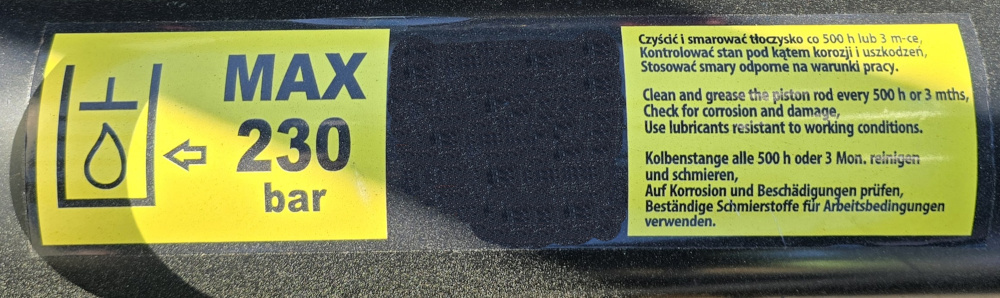 MAX
230
bar
Czyścić i smarować tłoczysko co 500 h lub 3 m-ce,
Kontrolować stan pod kątem korozji i uszkodzeń,
Stosować smary odporne na warunki pracy.
Clean and grease the piston rod every 500 h or 3 mths,
Check for corrosion and damage,
Use lubricants resistant to working conditions.
Kolbenstange alle 500 h oder 3 Mon. reinigen
und schmieren,
Auf Korrosion und Beschädigungen prüfen,
Beständige Schmierstoffe für Arbeitsbedingungen
verwenden.